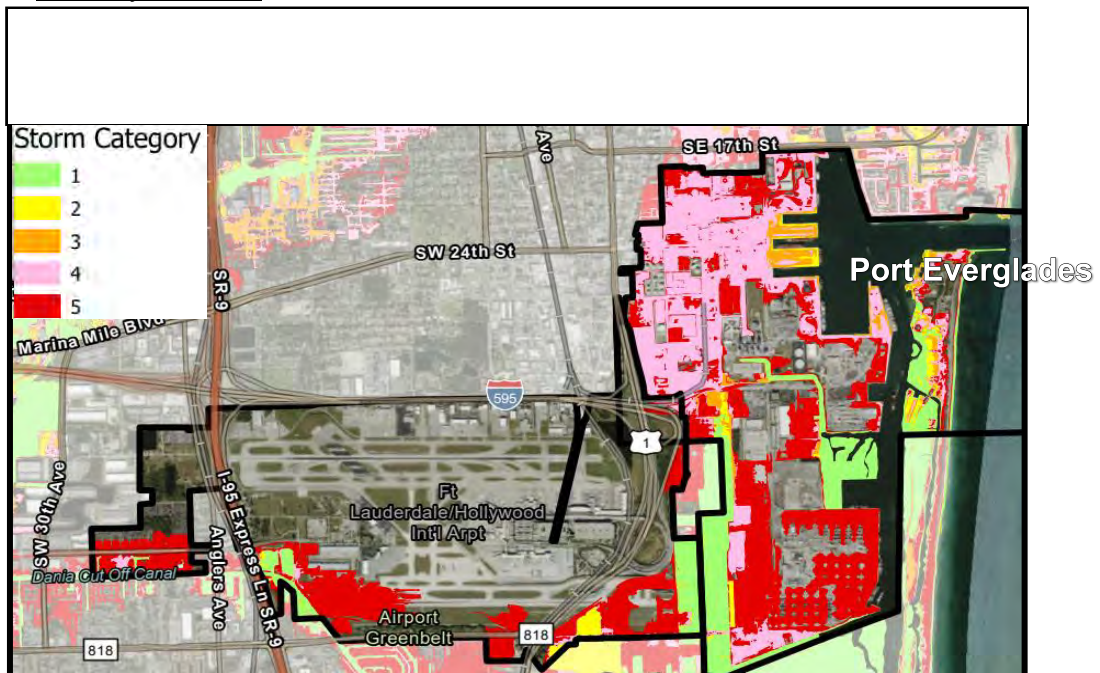 Storm Category
1
2
3
4
5
SE 17th St
Ave
SW 24th St
SR-9
Port Everglades
Marina Mile Blvd
595
1
SW 30th Ave
Ft
Lauderdale/Hollywood
Int'l Arpt
I-95 Express Ln SR-9
Anglers Ave
Dania Cut Off Canal
Airport
Greenbelt
818
818